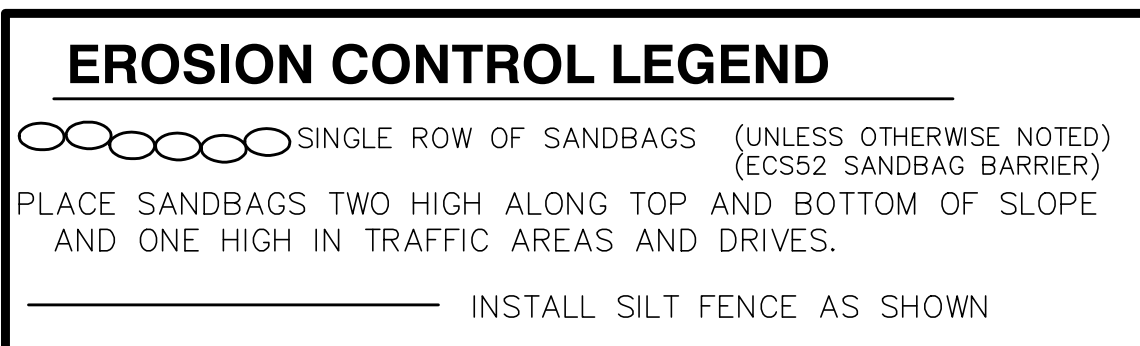 EROSION CONTROL LEGEND
SINGLE ROW OF SANDBAGS (UNLESS OTHERWISE NOTED)
(ECS52 SANDBAG BARRIER)
PLACE SANDBAGS TWO HIGH ALONG TOP AND BOTTOM OF SLOPE
AND ONE HIGH IN TRAFFIC AREAS AND DRIVES.
INSTALL SILT FENCE AS SHOWN